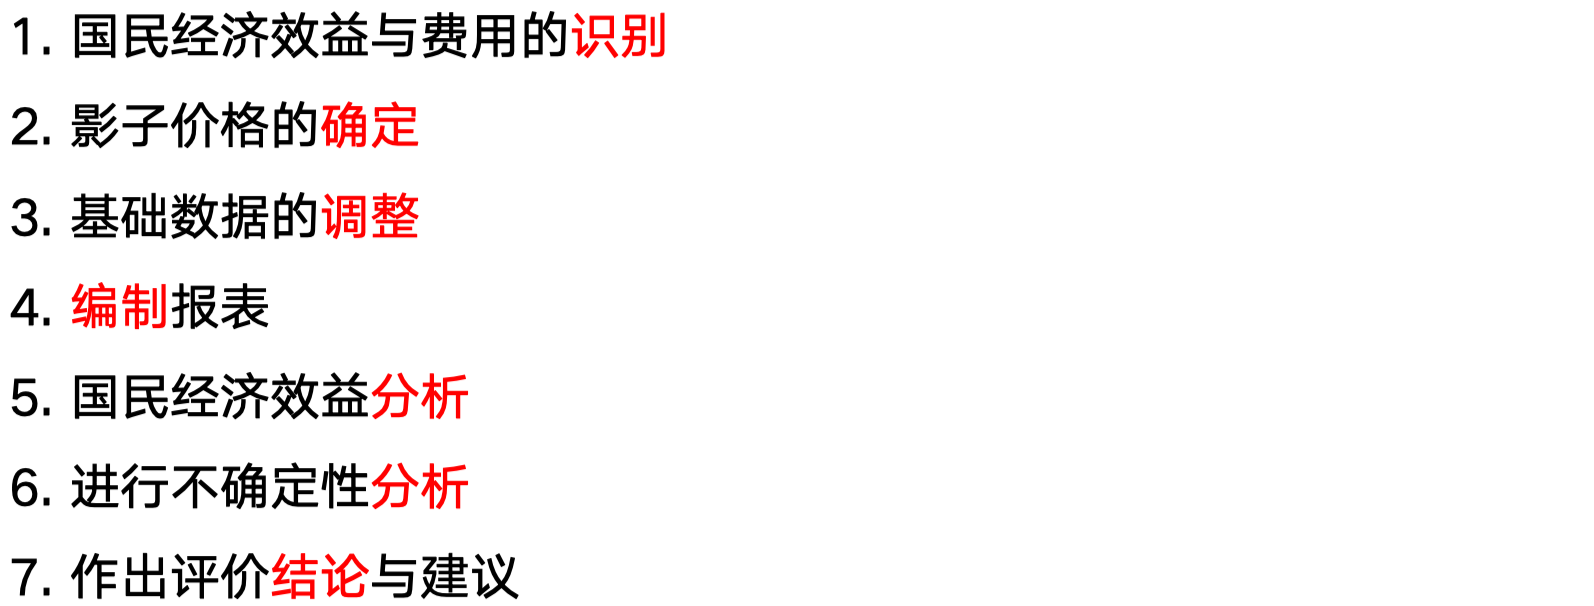 1. 国民经济效益与费用的识别
2. 影子价格的确定
3. 基础数据的调整
4. 编制报表
5. 国民经济效益分析
6. 进行不确定性分析
7. 作出评价结论与建议